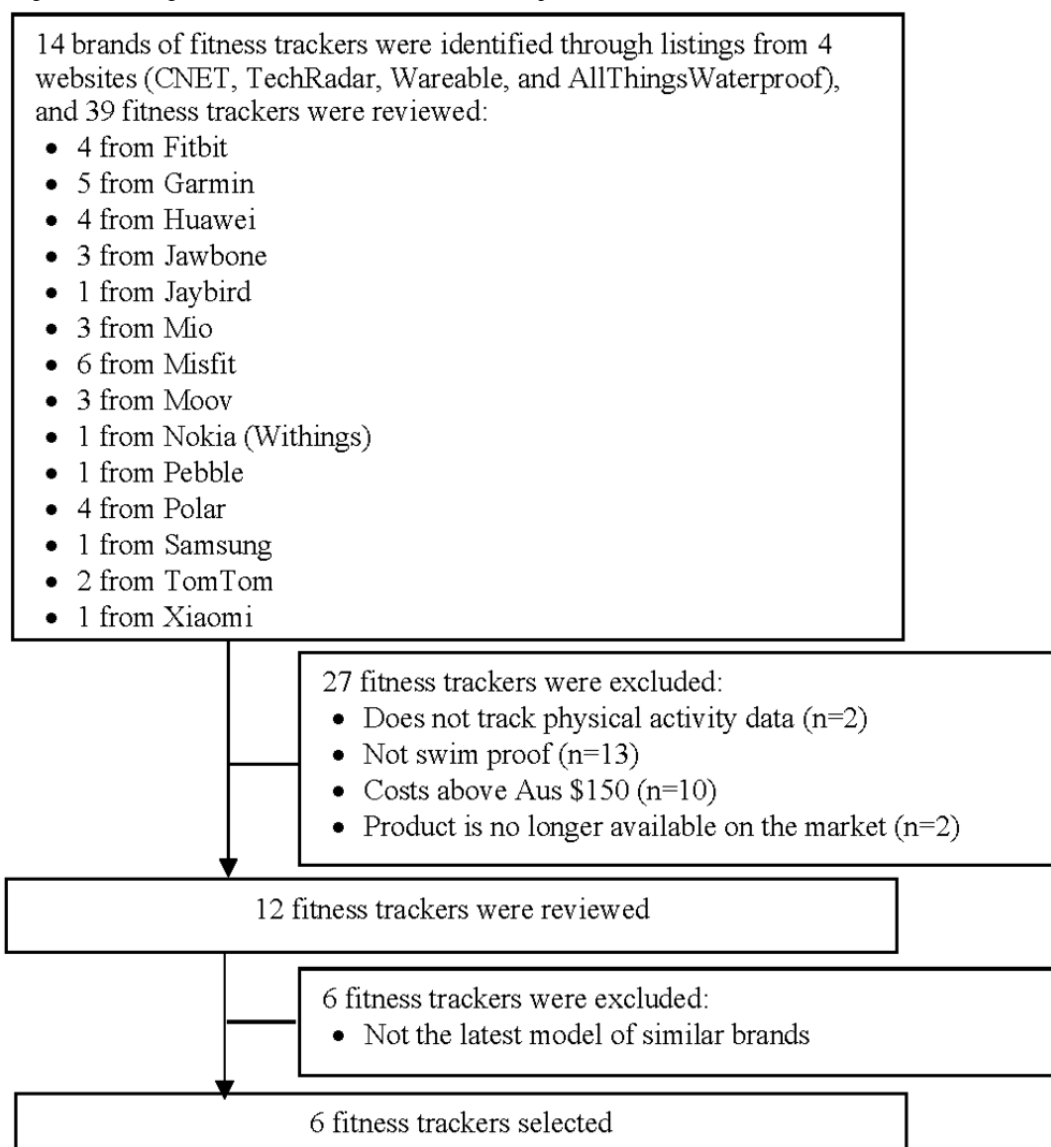 14 brands of fitness trackers were identified through listings from 4
websites (CNET, TechRadar, Wareable, and AllThingsWaterproof),
and 39 fitness trackers were reviewed:
• 4 from Fitbit
• 5 from Garmin
• 4 from Huawei
• 3 from Jawbone
• 1 from Jaybird
• 3 from Mio
• 6 from Misfit
• 3 from Moov
• 1 from Nokia (Withings)
• 1 from Pebble
• 4 from Polar
• 1 from Samsung
• 2 from TomTom
• 1 from Xiaomi
27 fitness trackers were excluded:
• Does not track physical activity data (n=2)
• Not swim proof (n=13)
• Costs above Aus $150 (n=10)
• Product is no longer available on the market (n=2)
12 fitness trackers were reviewed
6 fitness trackers were excluded:
• Not the latest model of similar brands
6 fitness trackers selected